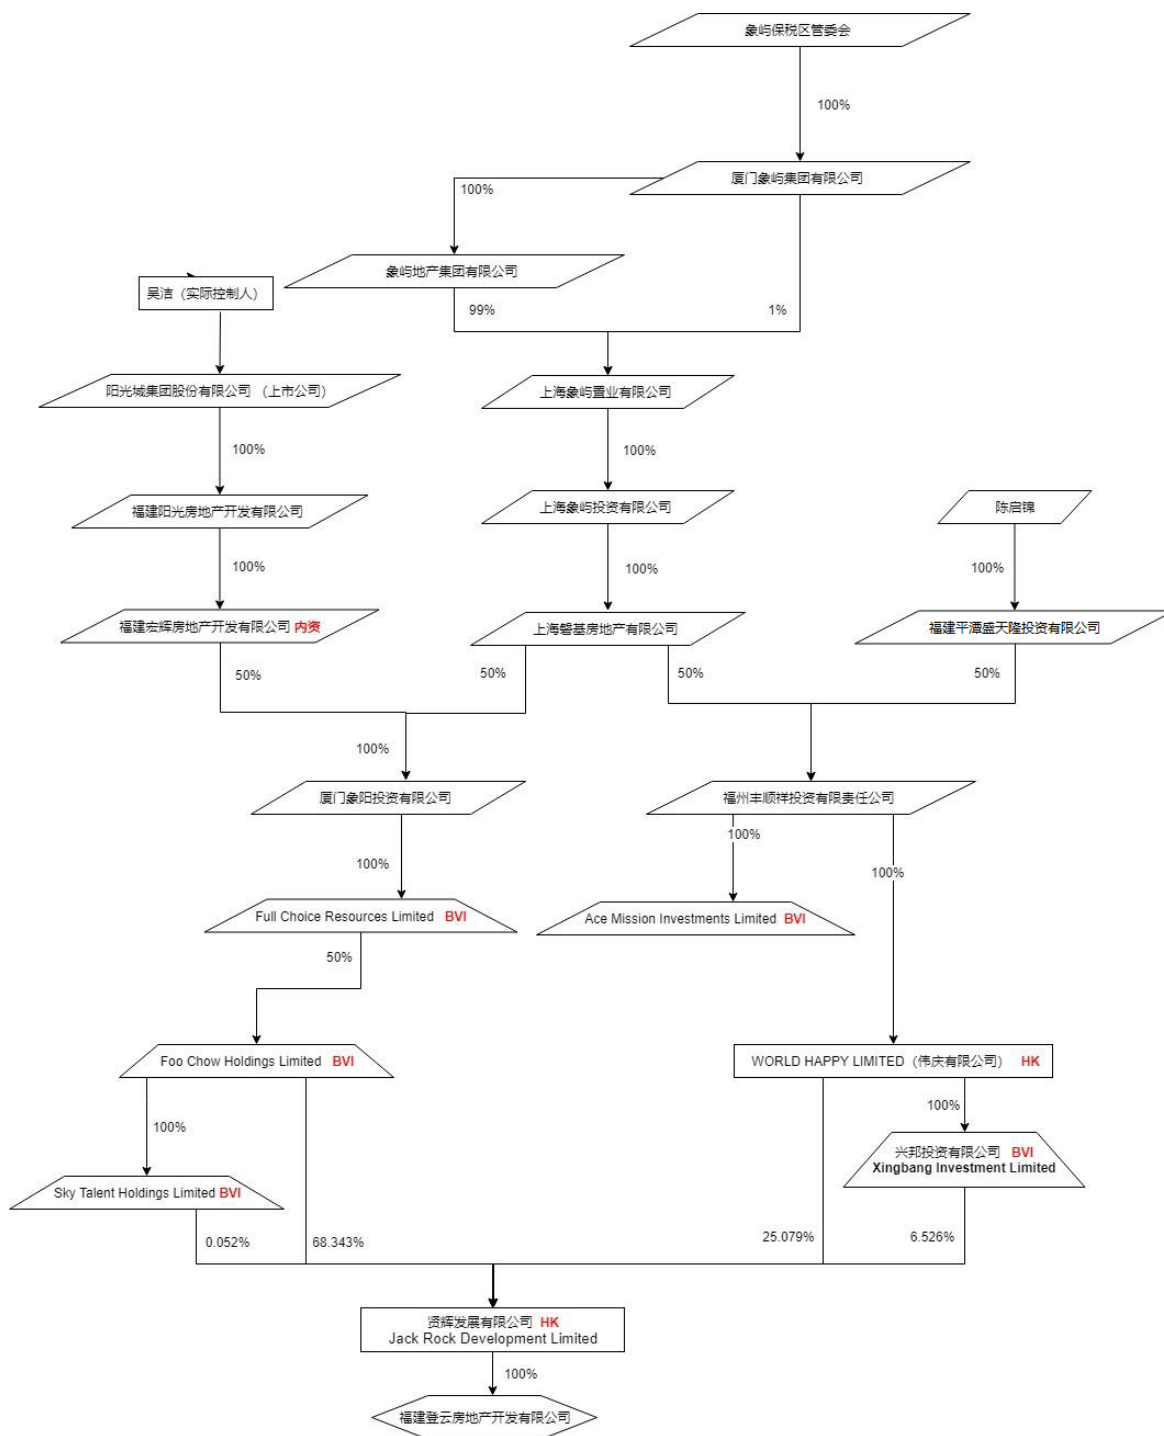 象屿保税区管委会
100%
厦门象屿集团有限公司
100%
象屿地产集团有限公司
吴洁（实际控制人）
99%
1%
阳光城集团股份有限公司 （上市公司）
上海象屿置业有限公司
100%
100%
福建阳光房地产开发有限公司
上海象屿投资有限公司
陈启锦
100%
100%
100%
福建宏辉房地产开发有限公司 内资
上海磐基房地产有限公司
福建平潭盛天隆投资有限公司
50%
50%
50%
50%
100%
厦门象阳投资有限公司
福州丰顺祥投资有限责任公司
100%
100%
100%
Full Choice Resources Limited BVI
Ace Mission Investments Limited BVI
50%
Foo Chow Holdings Limited BVI
WORLD HAPPY LIMITED（伟庆有限公司） HK
100%
100%
兴邦投资有限公司 BVI
Xingbang Investment Limited
Sky Talent Holdings Limited BVI
0.052%
68.343%
25.079%
6.526%
贤辉发展有限公司 HK
Jack Rock Development Limited
100%
福建登云房地产开发有限公司